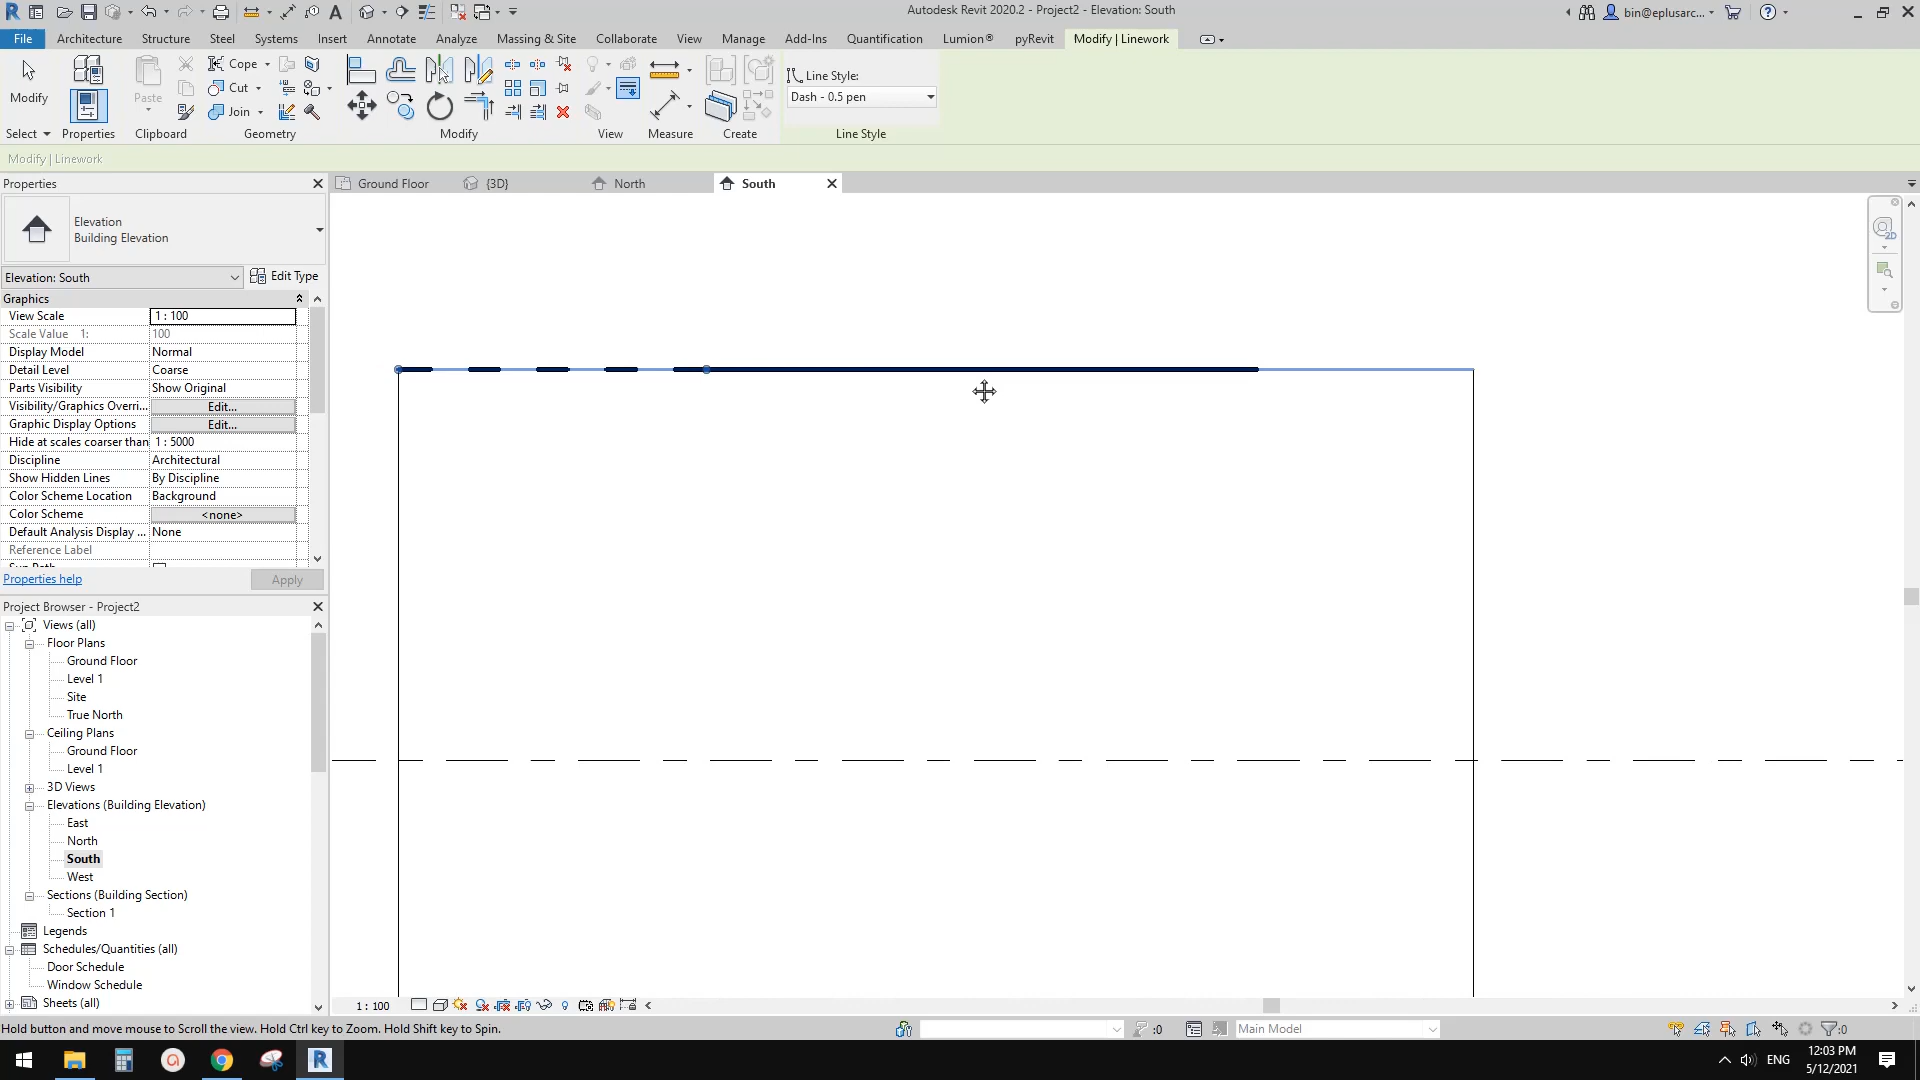 Autodesk Revit 2020.2 - Project2 - Elevation: South
bin@eplusarc...
File Architecture Structure Steel Systems Insert Annotate Analyze Massing & Site Collaborate View Manage Add-Ins Quantification Lumion® pyRevit Modify | Linework
Modify
Paste
Cope
Cut
Join
Line Style:
Dash - 0.5 pen
Select Properties Clipboard Geometry Modify View Measure Create Line Style
Modify | Linework
Properties
Ground Floor {3D} North South
Elevation
Building Elevation
Elevation: South
Edit Type
Graphics
View Scale 1 : 100
Scale Value 1: 100
Display Model Normal
Detail Level Coarse
Parts Visibility Show Original
Visibility/Graphics Overri... Edit...
Graphic Display Options Edit...
Hide at scales coarser than 1 : 5000
Discipline Architectural
Show Hidden Lines By Discipline
Color Scheme Location Background
Color Scheme <none>
Default Analysis Display ... None
Reference Label
Properties help Apply
Project Browser - Project2
Views (all)
Floor Plans
Ground Floor
Level 1
Site
True North
Ceiling Plans
Ground Floor
Level 1
3D Views
Elevations (Building Elevation)
East
North
South
West
Sections (Building Section)
Section 1
Legends
Schedules/Quantities (all)
Door Schedule
Window Schedule
Sheets (all)
1 : 100
Hold button and move mouse to Scroll the view. Hold Ctrl key to Zoom. Hold Shift key to Spin.
:0
Main Model
:0
ENG
12:03 PM
5/12/2021